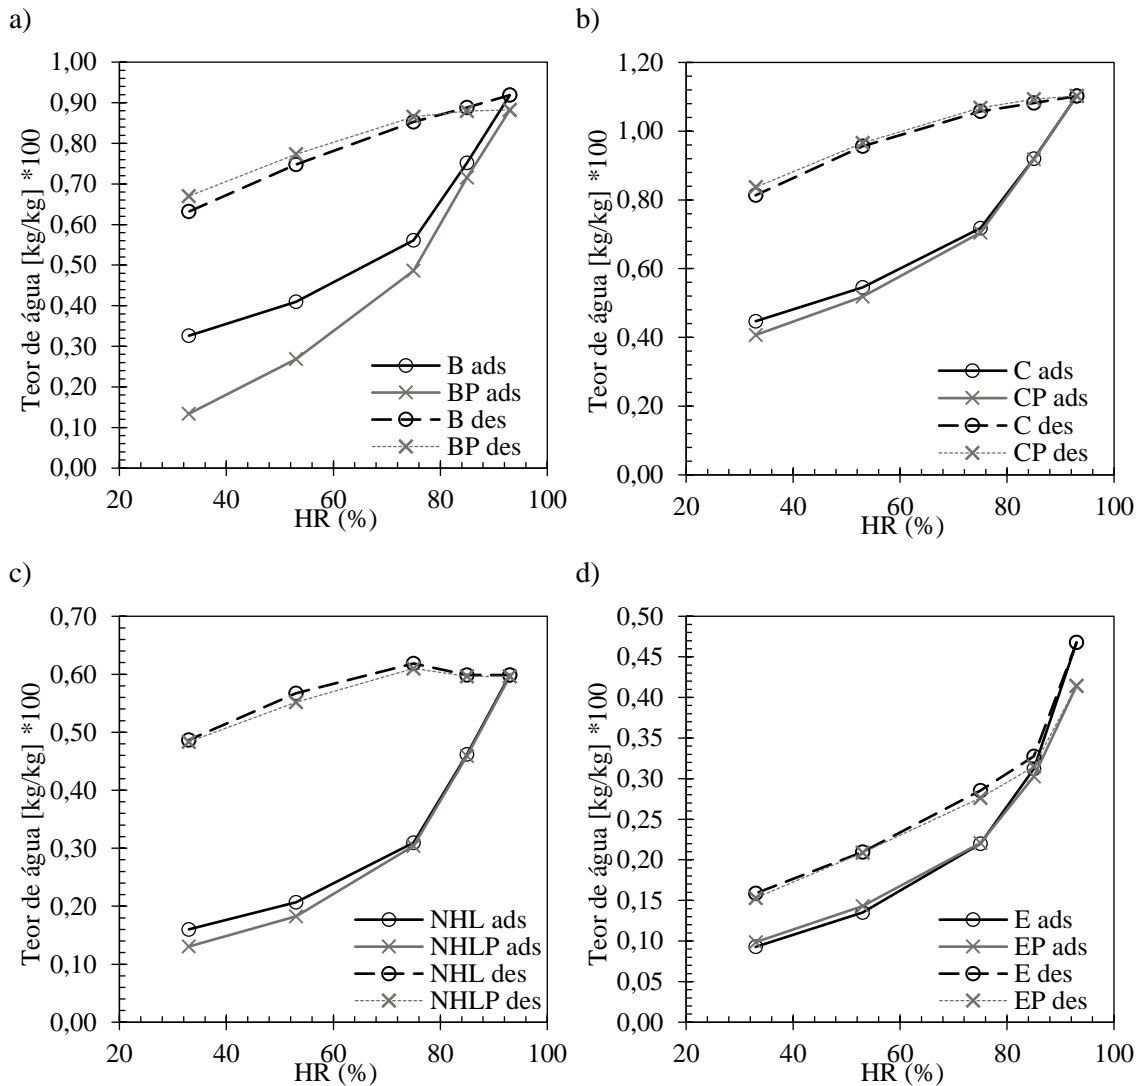 a)
Teor de água [kg/kg] *100
1,00
0,90
0,80
0,70
0,60
0,50
0,40
0,30
0,20
0,10
0,00
B ads
BP ads
B des
BP des
20 40 60 80 100
HR (%)
b)
Teor de água [kg/kg] *100
1,20
1,00
0,80
0,60
0,40
0,20
0,00
C ads
CP ads
C des
CP des
20 40 60 80 100
HR (%)
c)
Teor de água [kg/kg] *100
0,70
0,60
0,50
0,40
0,30
0,20
0,10
0,00
NHL ads
NHLP ads
NHL des
NHLP des
20 40 60 80 100
HR (%)
d)
Teor de água [kg/kg] *100
0,50
0,45
0,40
0,35
0,30
0,25
0,20
0,15
0,10
0,05
0,00
E ads
EP ads
E des
EP des
20 40 60 80 100
HR (%)